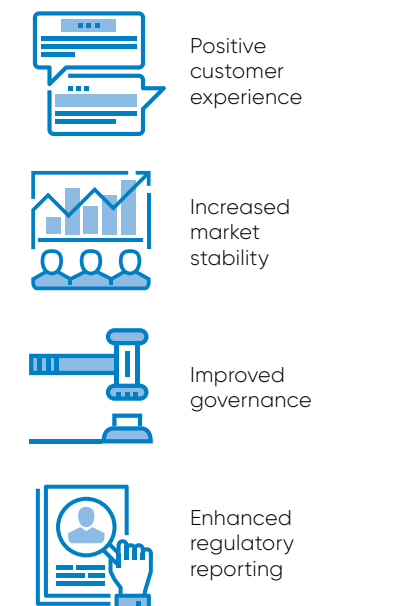 Positive
customer
experience
Increased
market
stability
Improved
governance
Enhanced
regulatory
reporting